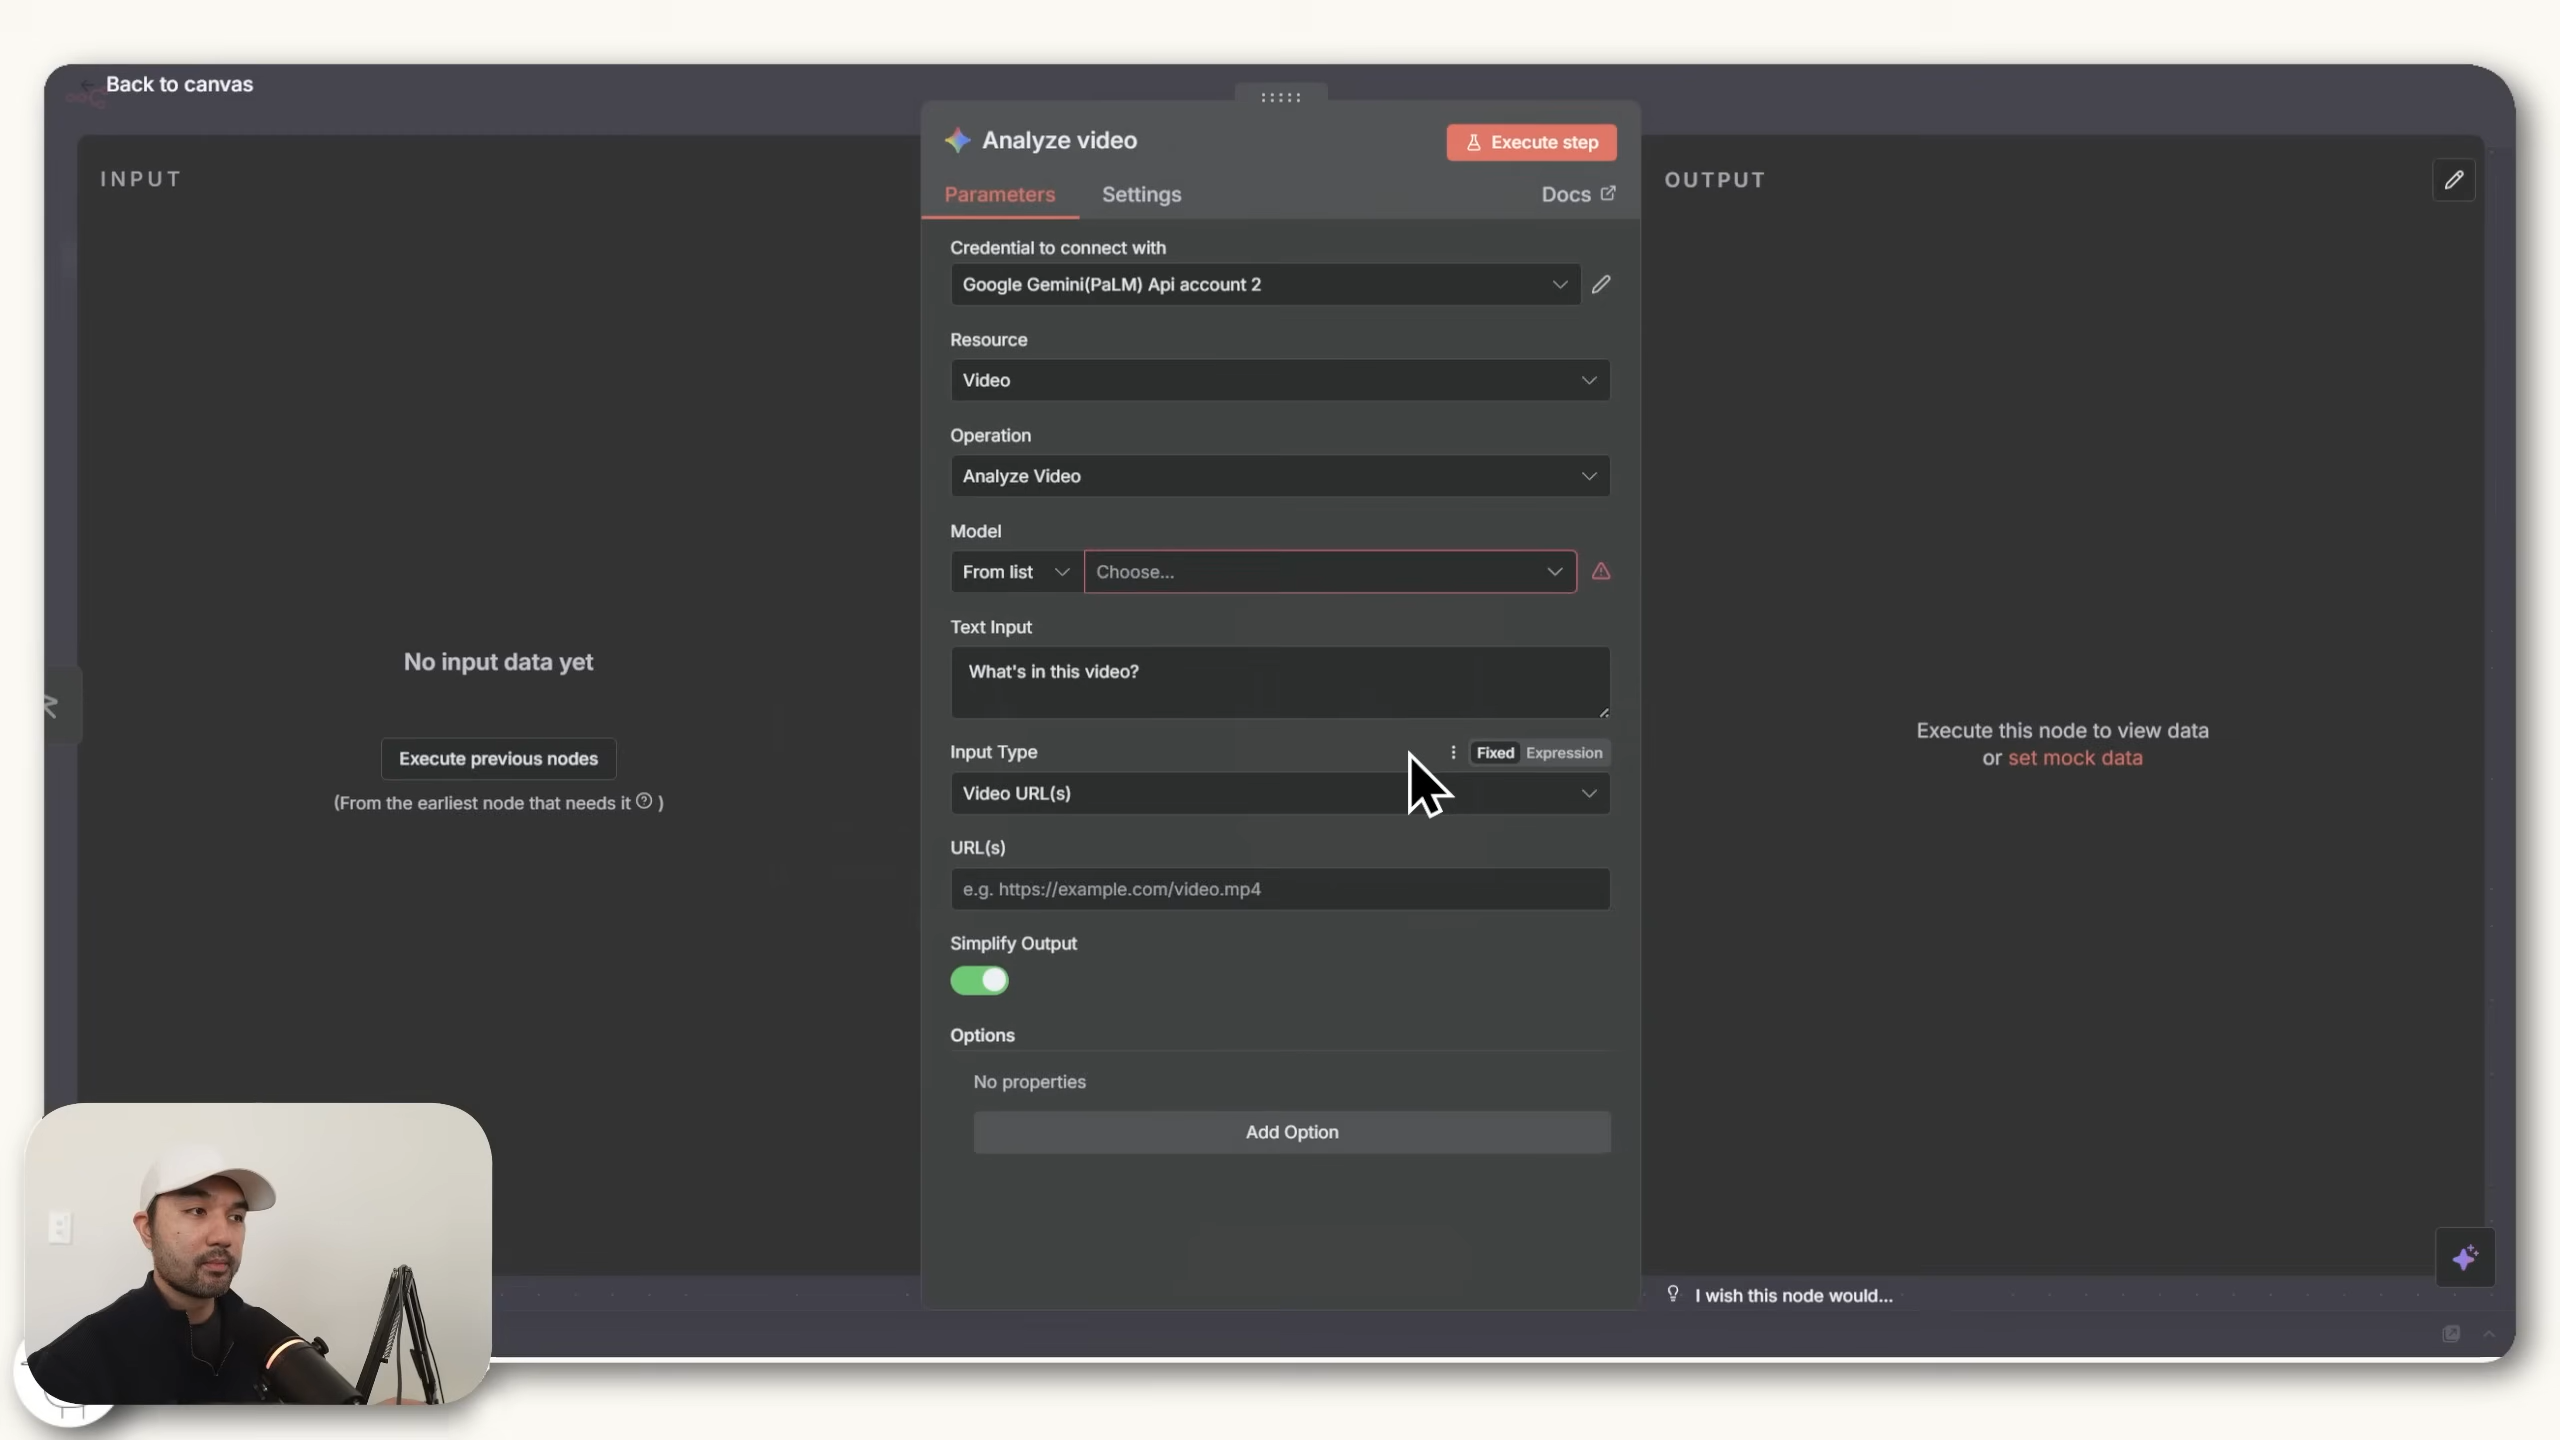 Back to canvas
INPUT
No input data yet
Execute previous nodes
(From the earliest node that needs it )
Analyze video
Execute step
Parameters
Settings
Docs
Credential to connect with
Google Gemini(PaLM) Api account 2
Resource
Video
Operation
Analyze Video
Model
From list
Choose...
Text Input
What's in this video?
Input Type
Fixed
Expression
Video URL(s)
URL(s)
e.g. https://example.com/video.mp4
Simplify Output
Options
No properties
Add Option
OUTPUT
Execute this node to view data
or set mock data
I wish this node would...